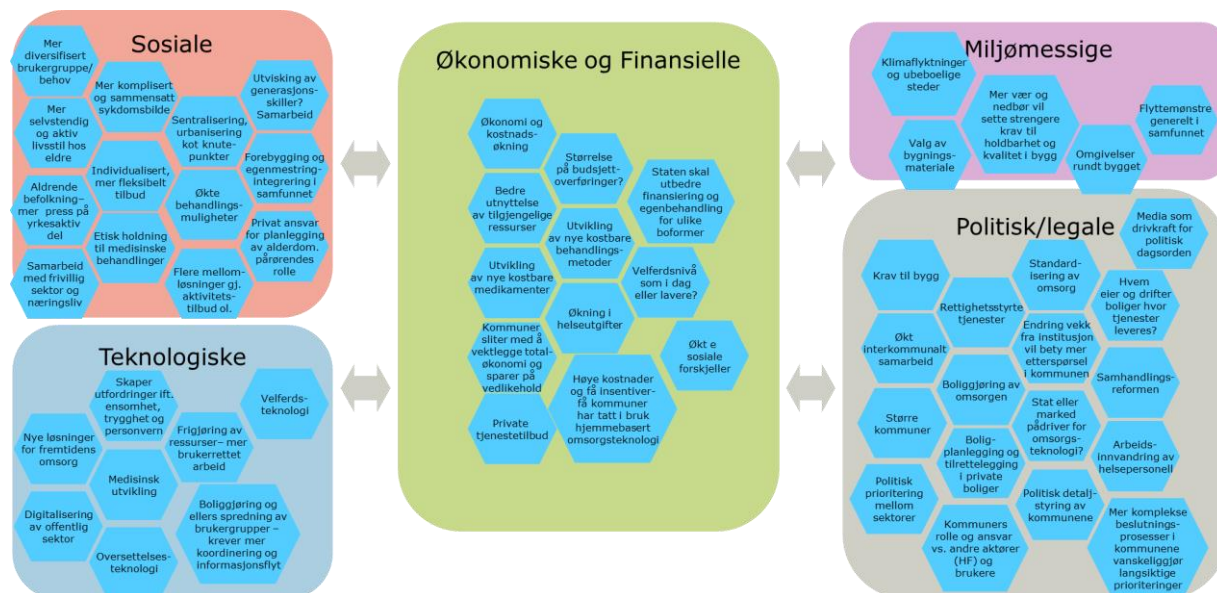 Sosiale
Mer
diversifisert
brukergruppe/
behov
Mer komplisert
og sammensatt
sykdomsbilde
Utvisking av
generasjons-
skiller?
Samarbeid
Mer
selvstendig
og aktiv
livsstil hos
eldre
Sentralisering,
urbanisering
kot knute-
punkter
Individualisert,
mer fleksibelt
tilbud
Forebygging og
egenmestring-
integrering i
samfunnet
Aldrende
befolkning–
mer press på
yrkesaktiv
del
Økte
behandlings-
muligheter
Etisk holdning
til medisinske
behandlinger
Privat ansvar
for planlegging
av alderdom.
pårørendes
rolle
Samarbeid
med frivillig
sektor og
næringsliv
Flere mellom-
løsninger gj.
aktivitets-
tilbud ol.
Teknologiske
Skaper
utfordringer ift.
ensomhet,
trygghet og
personvern
Velferds-
teknologi
Nye løsninger
for fremtidens
omsorg
Frigjøring av
ressurser– mer
brukerrettet
arbeid
Medisinsk
utvikling
Digitalisering
av offentlig
sektor
Boliggjøring og
ellers spredning av
brukergrupper –
krever mer
koordinering og
informasjonsflyt
Oversettelses-
teknologi
Økonomiske og Finansielle
Økonomi og
kostnads-
økning
Størrelse
på budsjett-
overføringer?
Staten skal
utbedre
finansiering og
egenbehandling
for ulike
boformer
Bedre
utnyttelse
av tilgjengelige
ressurser
Utvikling
av nye kostbare
behandlings-
metoder
Utvikling
av nye kostbare
medikamenter
Velferdsnivå
som i dag
eller lavere?
Økning i
helseutgifter
Kommuner
sliter med å
vektlegge total-
økonomi og
sparer på
vedlikehold
Økt e
sosiale
forskjeller
Høye kostnader
og få insentiver–
få kommuner
har tatt i bruk
hjemmebasert
omsorgsteknologi
Private
tjenestetilbud
Miljømessige
Klimaflyktninger
og ubeboelige
steder
Mer vær og
nedbør vil
sette strengere
krav til
holdbarhet og
kvalitet i bygg
Flyttemønstre
generelt i
samfunnet
Valg av
bygnings-
materiale
Omgivelser
rundt bygget
Politisk/legale
Media som
drivkraft for
politisk
dagsorden
Krav til bygg
Standard-
isering av
omsorg
Rettighetsstyrte
tjenester
Hvem
eier og drifter
boliger hvor
tjenester
leveres?
Økt
interkommunalt
samarbeid
Endring vekk
fra institusjon
vil bety mer
etterspørsel
i kommunen
Boliggjøring av
omsorgen
Samhandlings-
reformen
Større
kommuner
Stat eller
marked
pådriver for
omsorgs-
teknologi?
Bolig-
planlegging og
tilrettelegging
i private
boliger
Arbeids-
innvandring av
helsepersonell
Politisk
prioritering
mellom
sektorer
Politisk detalj-
styring av
kommunene
Kommuners
rolle og ansvar
vs. andre aktører
(HF) og
brukere
Mer komplekse
beslutnings-
prosesser i
kommunene
vanskeliggjør
langsiktige
prioriteringer